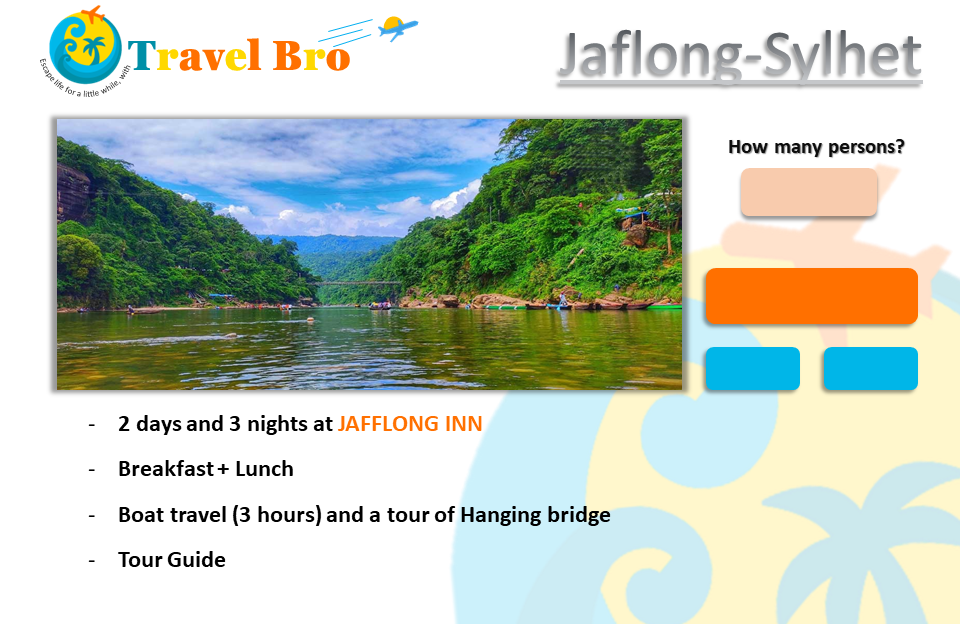 Travel Bro
Escape life for a little while, with
Jaflong-Sylhet
How many persons?
- 2 days and 3 nights at JAFFLONG INN
- Breakfast + Lunch
- Boat travel (3 hours) and a tour of Hanging bridge
- Tour Guide